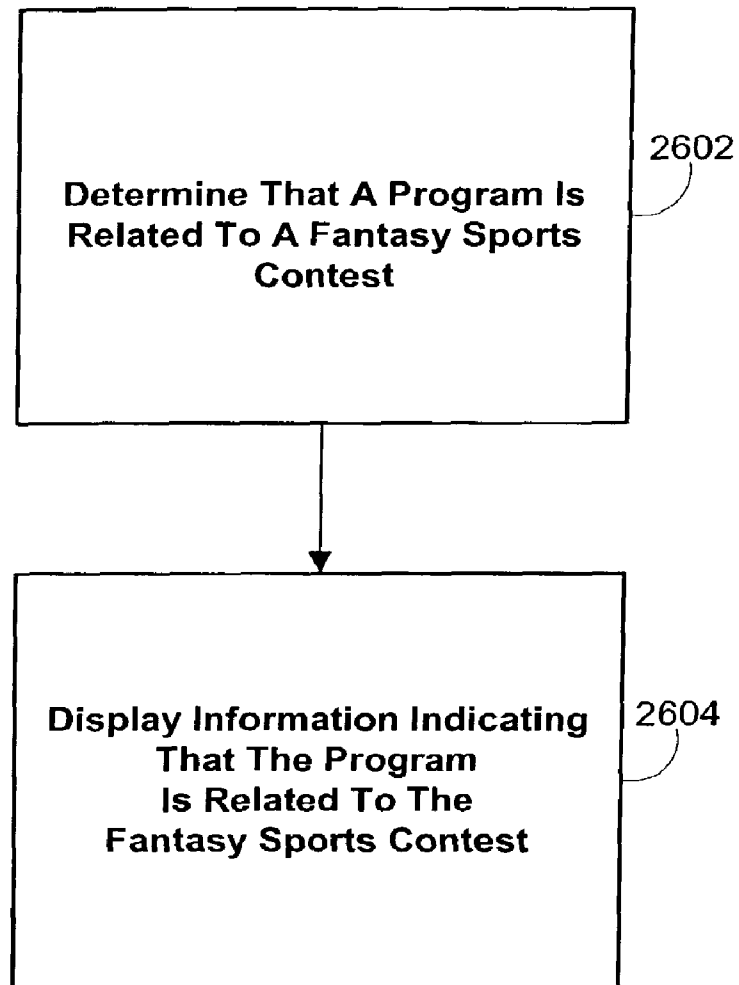 Determine That A Program Is
Related To A Fantasy Sports
Contest
2602
Display Information Indicating
That The Program
Is Related To The
Fantasy Sports Contest
2604